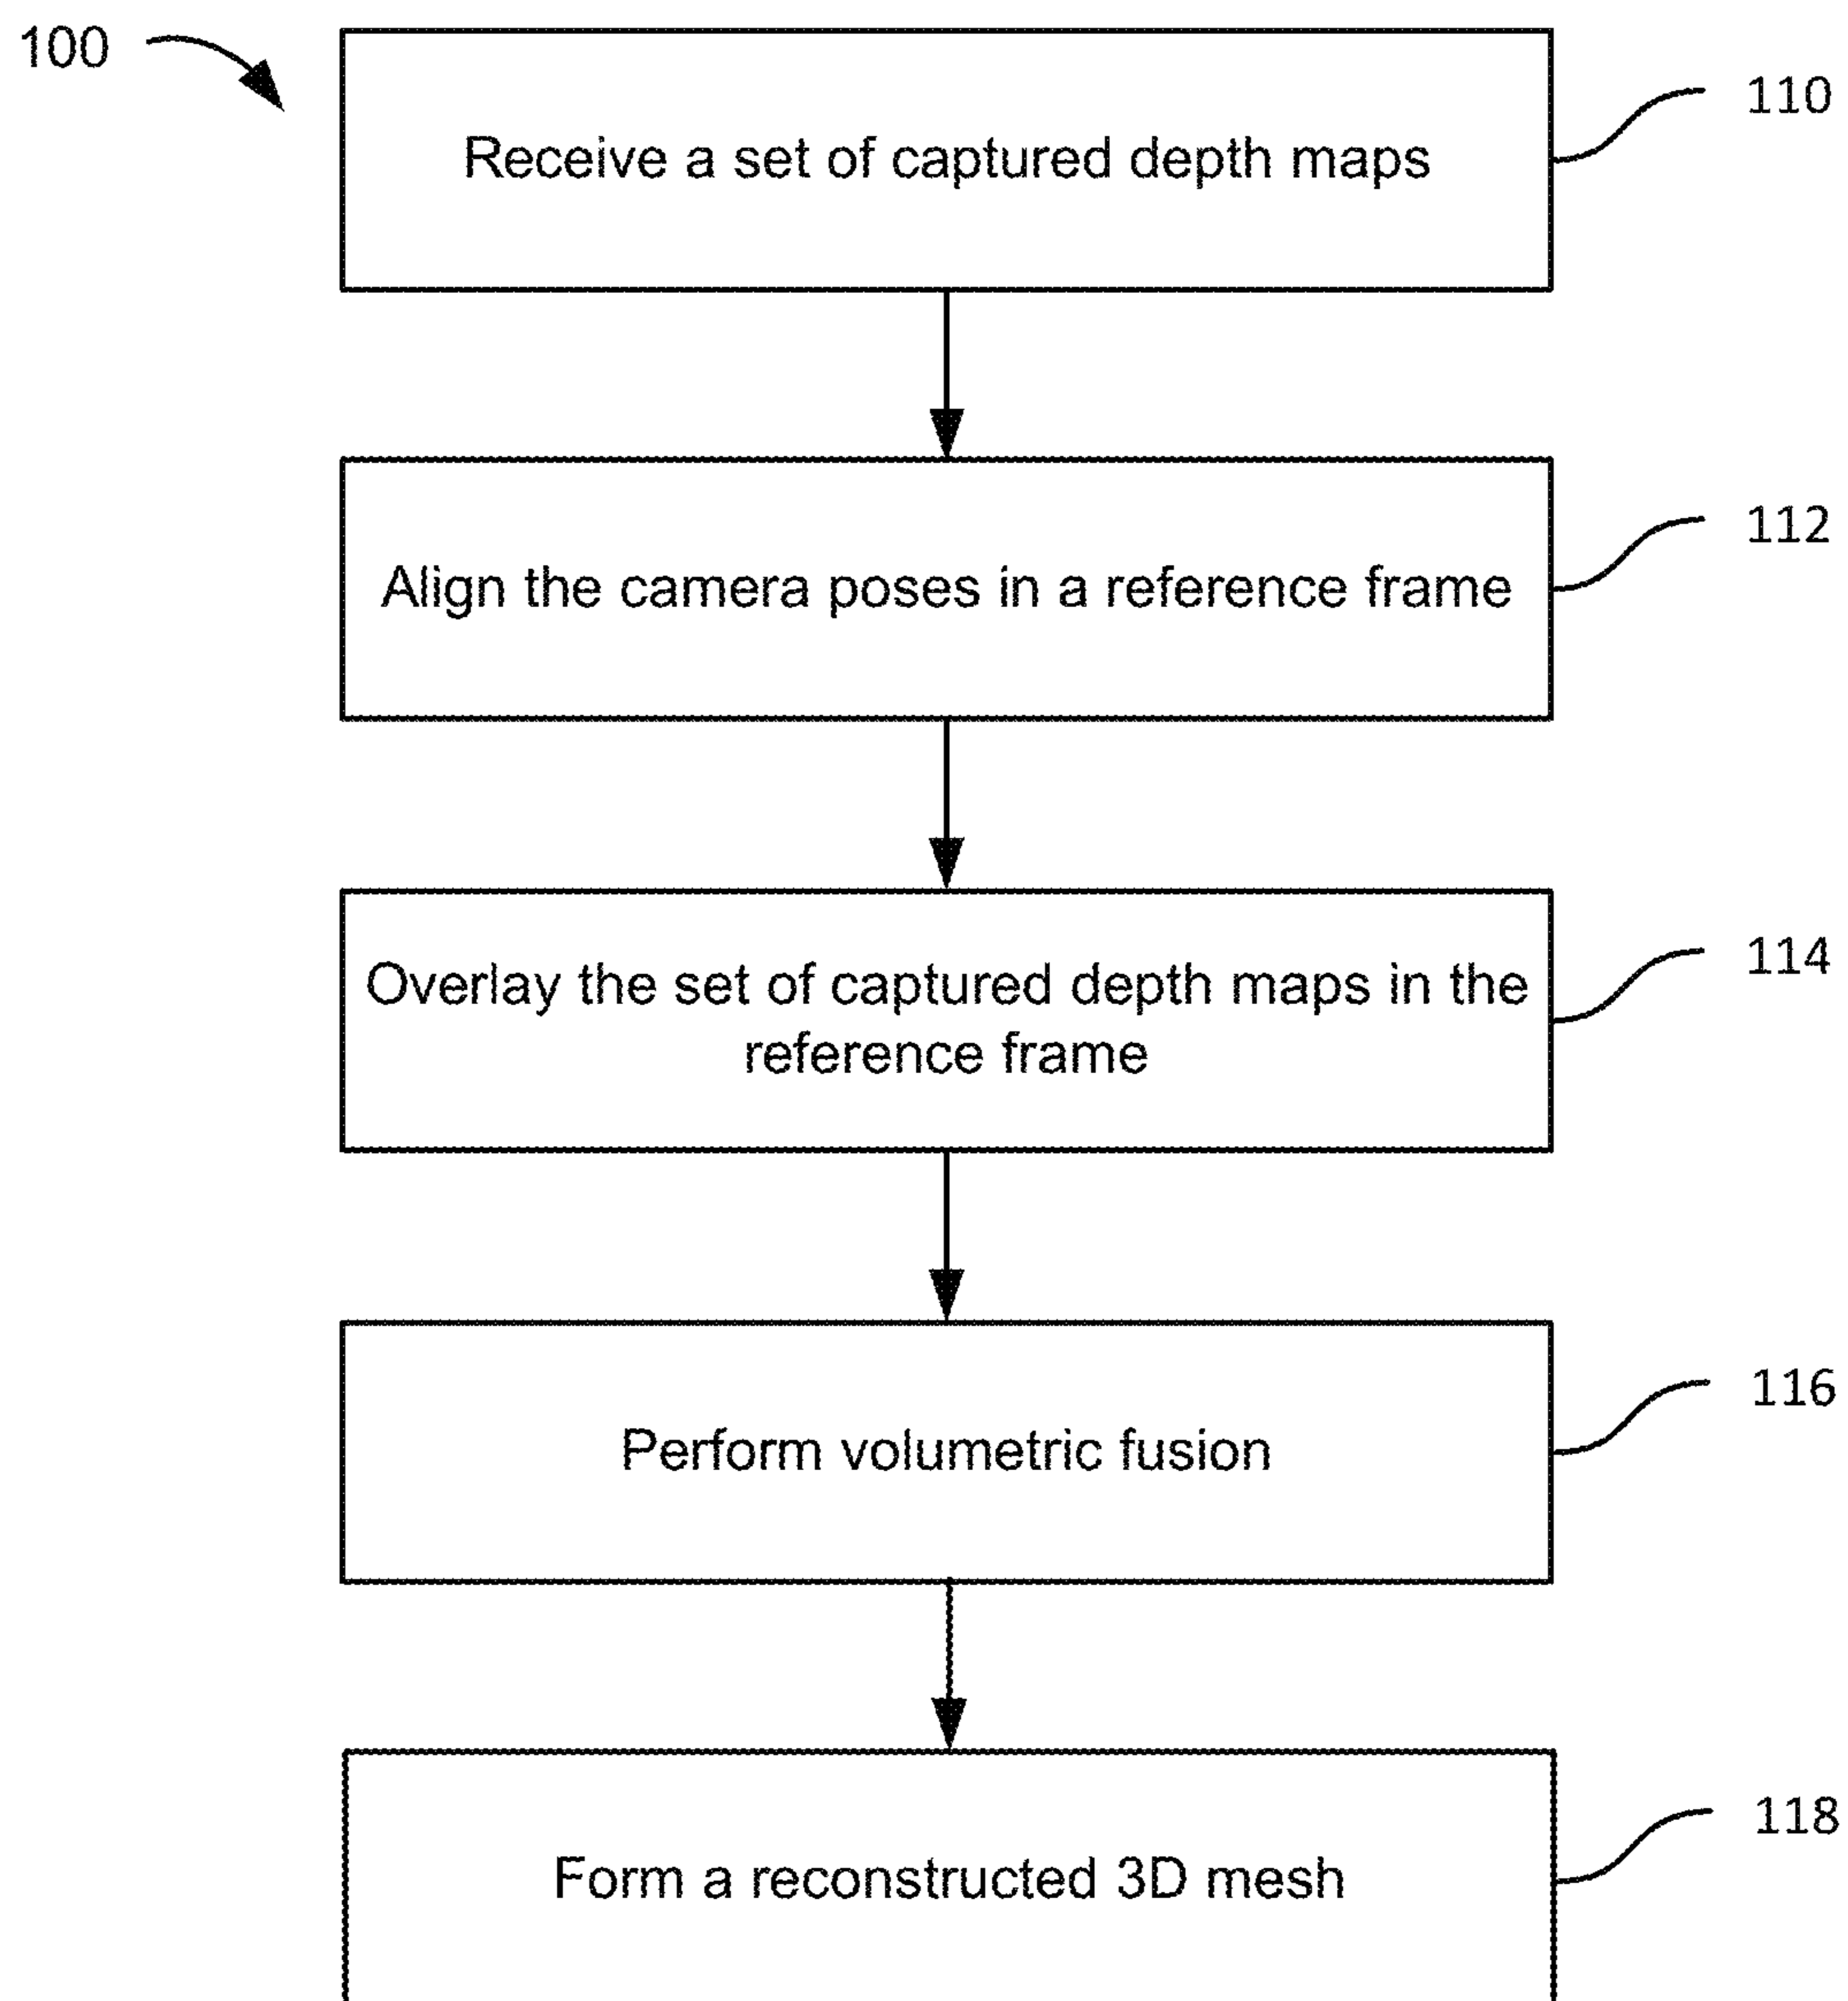 100
Receive a set of captured depth maps
110
Align the camera poses in a reference frame
112
Overlay the set of captured depth maps in the
reference frame
114
Perform volumetric fusion
116
Form a reconstructed 3D mesh
118